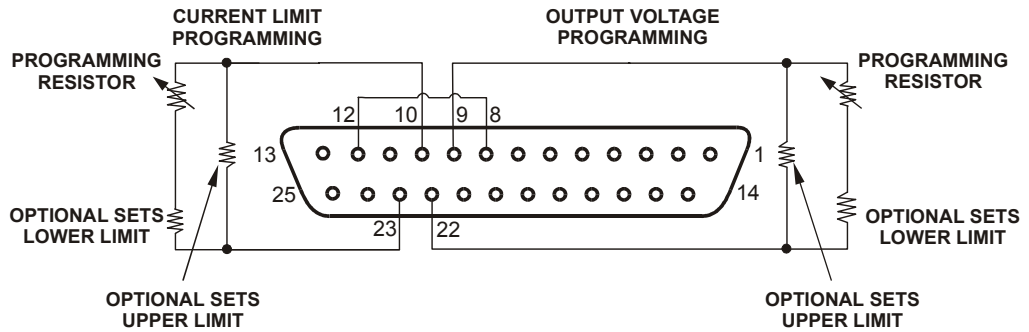 CURRENT LIMIT
PROGRAMMING
OUTPUT VOLTAGE
PROGRAMMING
PROGRAMMING
RESISTOR
PROGRAMMING
RESISTOR
12 10 9 8
13
1
25
14
23 22
OPTIONAL SETS
LOWER LIMIT
OPTIONAL SETS
LOWER LIMIT
OPTIONAL SETS
UPPER LIMIT
OPTIONAL SETS
UPPER LIMIT